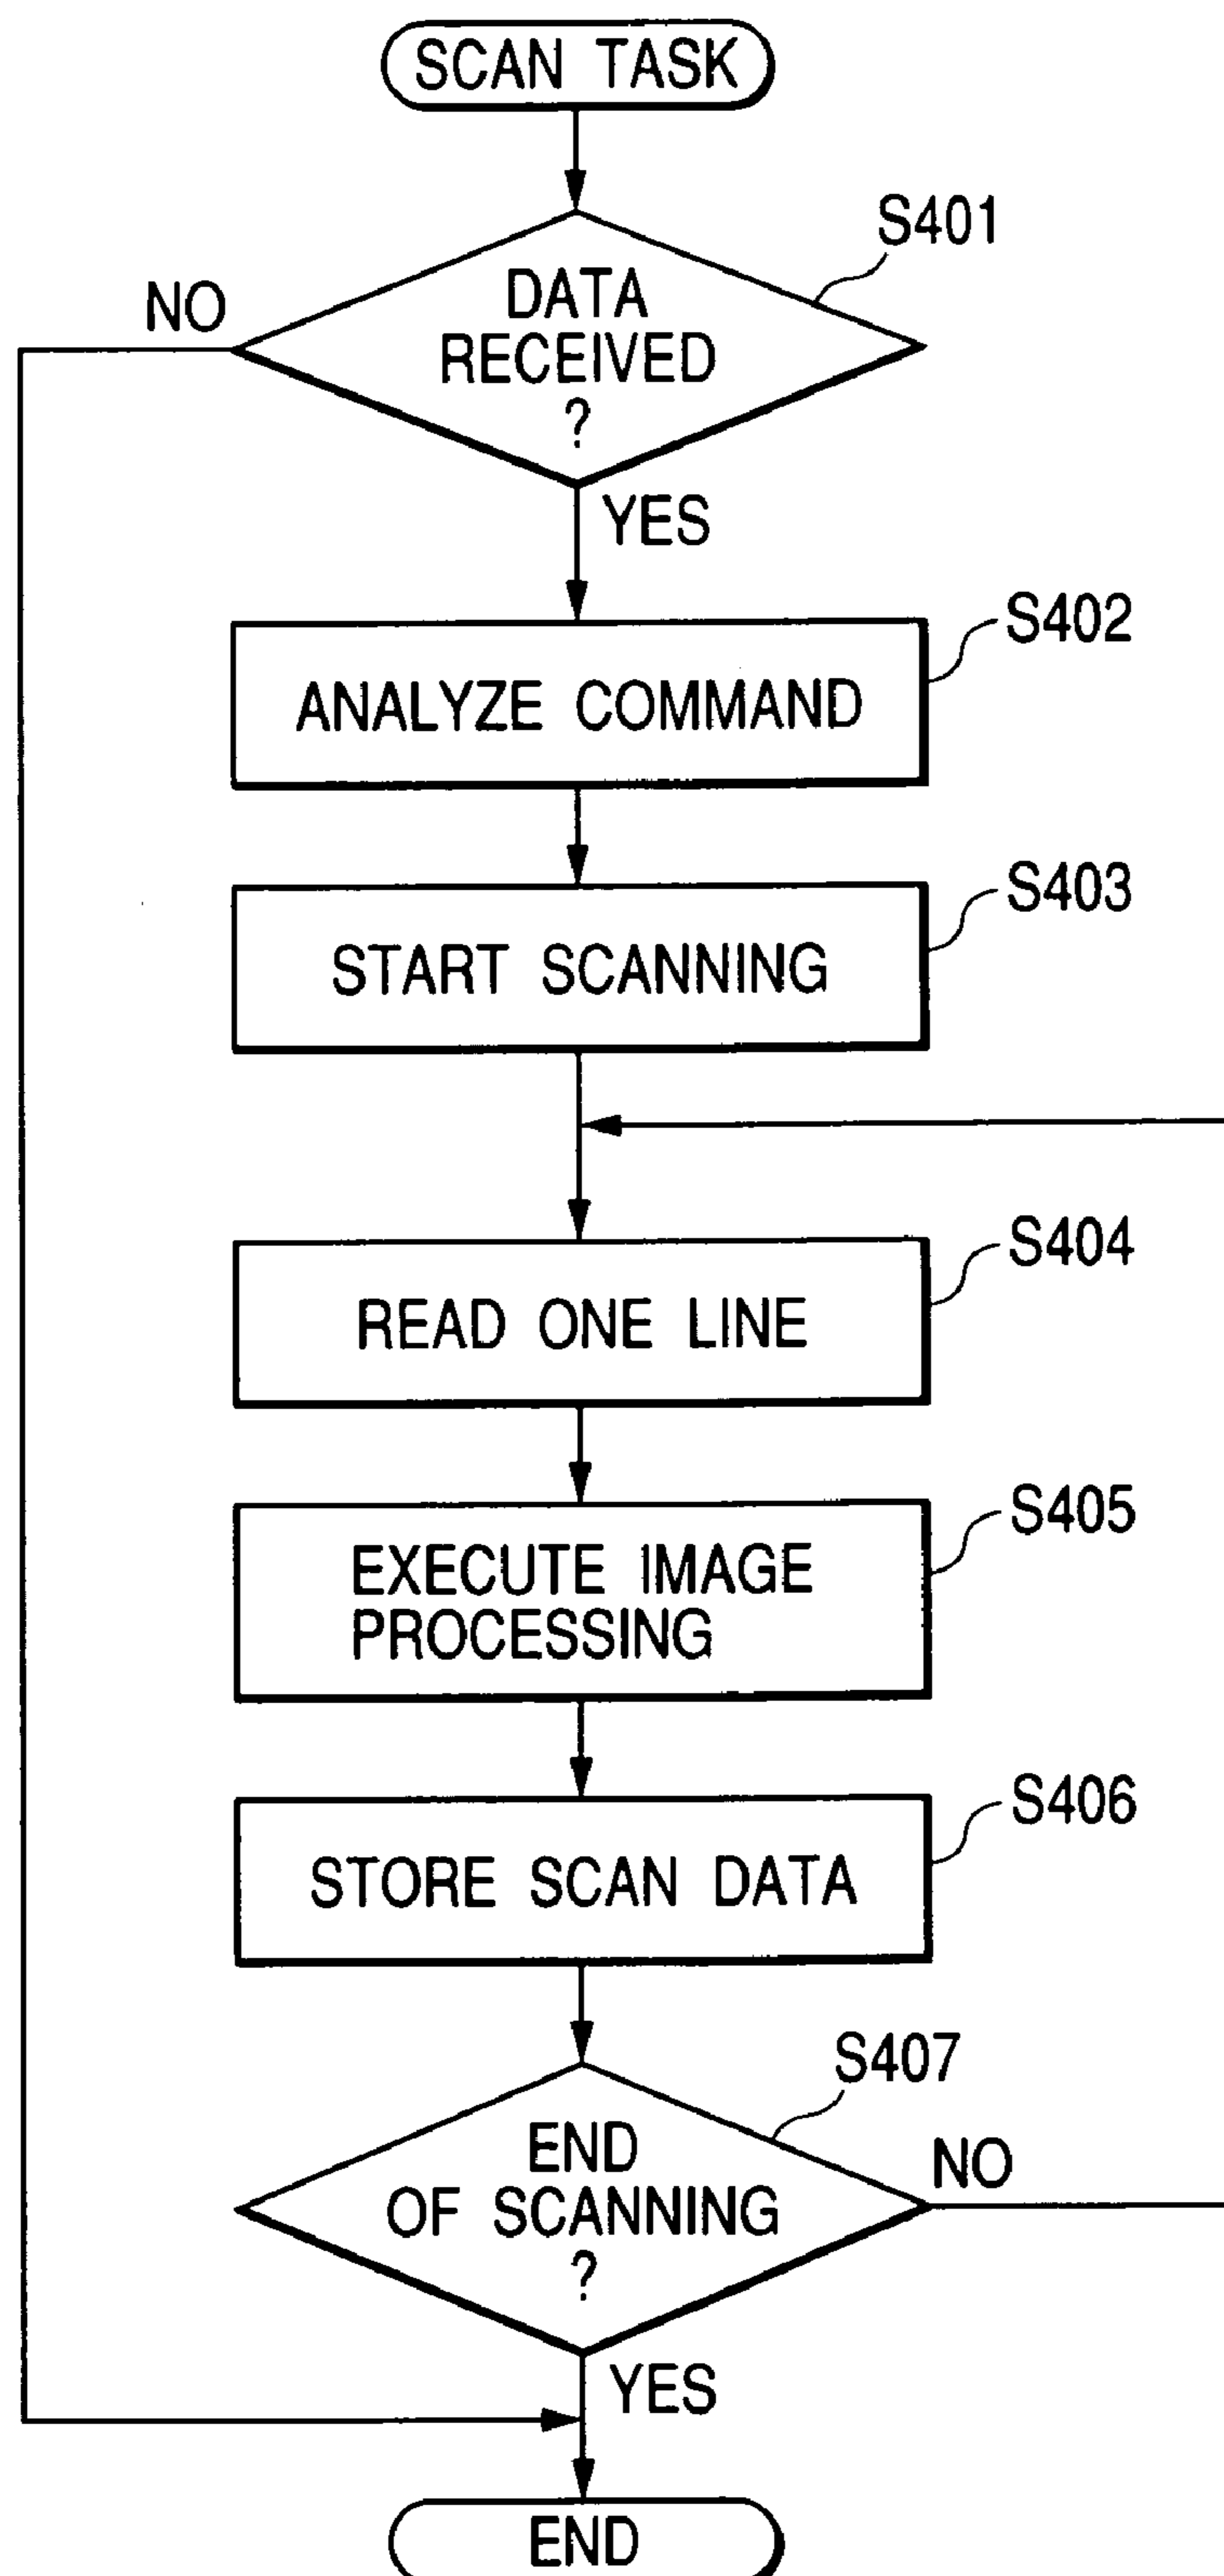 SCAN TASK
S401
NO
DATA
RECEIVED
?
YES
S402
ANALYZE COMMAND
S403
START SCANNING
S404
READ ONE LINE
S405
EXECUTE IMAGE
PROCESSING
S406
STORE SCAN DATA
S407
END
OF SCANNING
?
NO
YES
END